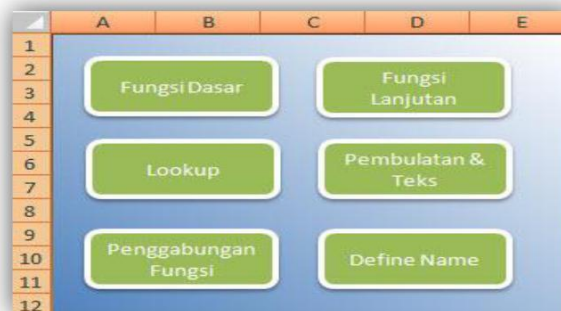 A B C D E
1
2
3
4
5
6
7
8
9
10
11
12
Fungsi Dasar
Fungsi
Lanjutan
Lookup
Pembulatan &
Teks
Penggabungan
Fungsi
Define Name